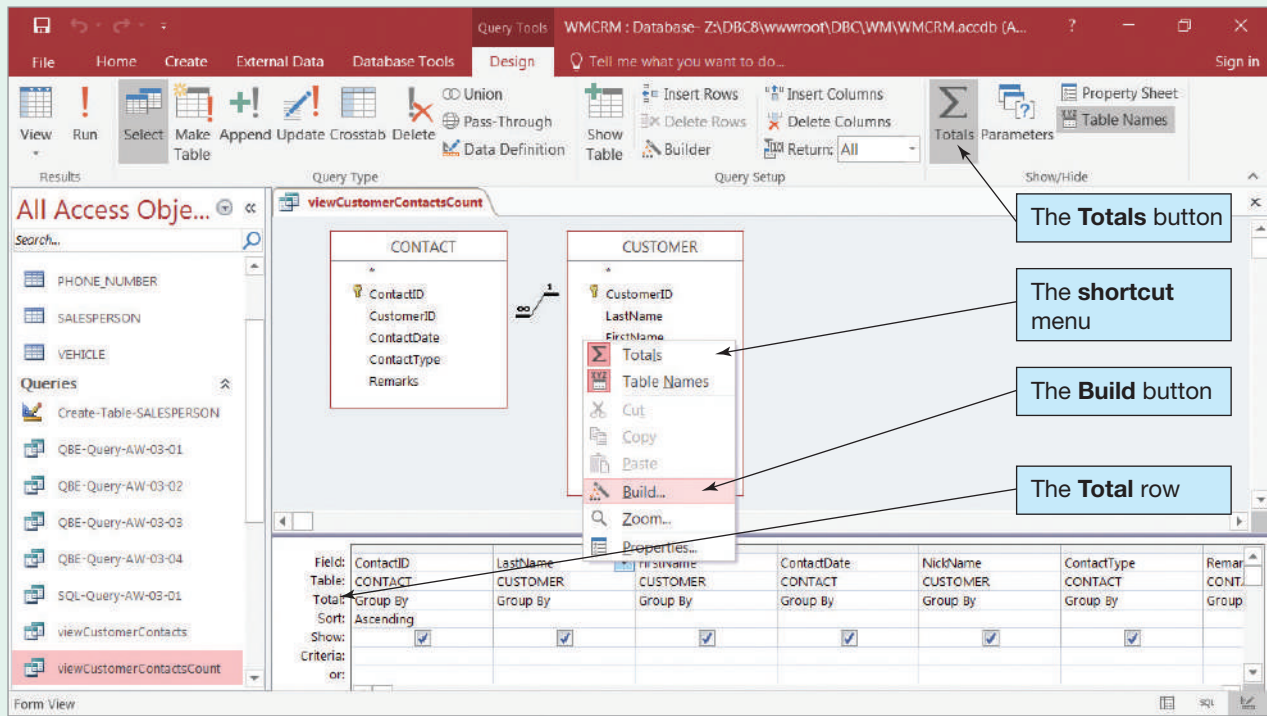 Query Tools WMCRM : Database- Z:\DBC8\wwwroot\DBC\WM\WMCRM.accdb (A... ?
File Home Create External Data Database Tools Design Tell me what you want to do... Sign in
View Run Select Make Table Append Update Crosstab Delete
Union
Pass-Through
Data Definition
Show Table
Insert Rows
Delete Rows
Builder
Insert Columns
Delete Columns
Return: All
Totals Parameters
Property Sheet
Table Names
Results Query Type Query Setup Show/Hide
All Access Obje...
Search...
PHONE_NUMBER
SALESPERSON
VEHICLE
Queries
Create-Table-SALESPERSON
QBE-Query-AW-03-01
QBE-Query-AW-03-02
QBE-Query-AW-03-03
QBE-Query-AW-03-04
SQL-Query-AW-03-01
viewCustomerContacts
viewCustomerContactsCount
viewCustomerContactsCount
CONTACT
*
ContactID
CustomerID
ContactDate
ContactType
Remarks
∞ 1
CUSTOMER
*
CustomerID
LastName
FirstName
Totals
Table Names
Cut
Copy
Paste
Build...
Zoom...
Properties...
The Totals button
The shortcut
menu
The Build button
The Total row
Field: ContactID LastName FirstName ContactDate NickName ContactType Remar
Table: CONTACT CUSTOMER CUSTOMER CONTACT CUSTOMER CONTACT CONT
Total: Group By Group By Group By Group By Group By Group By Group
Sort: Ascending
Show:
Criteria:
or:
Form View SQL